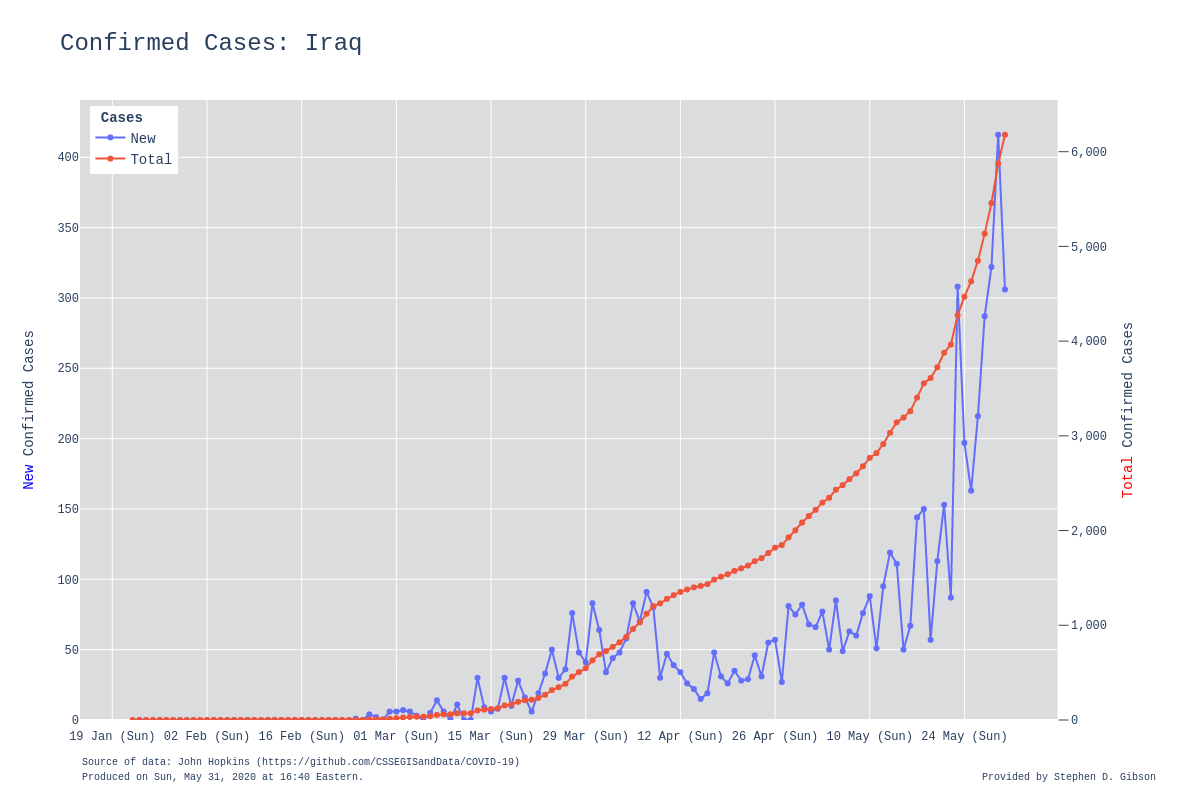 Confirmed Cases: Iraq
Cases
New
Total
400
350
300
250
200
150
100
50
0
6,000
5,000
4,000
3,000
2,000
1,000
0
New Confirmed Cases
Total Confirmed Cases
19 Jan (Sun) 02 Feb (Sun) 16 Feb (Sun) 01 Mar (Sun) 15 Mar (Sun) 29 Mar (Sun) 12 Apr (Sun) 26 Apr (Sun) 10 May (Sun) 24 May (Sun)
Source of data: John Hopkins (https://github.com/CSSEGISandData/COVID-19)
Produced on Sun, May 31, 2020 at 16:40 Eastern.
Provided by Stephen D. Gibson